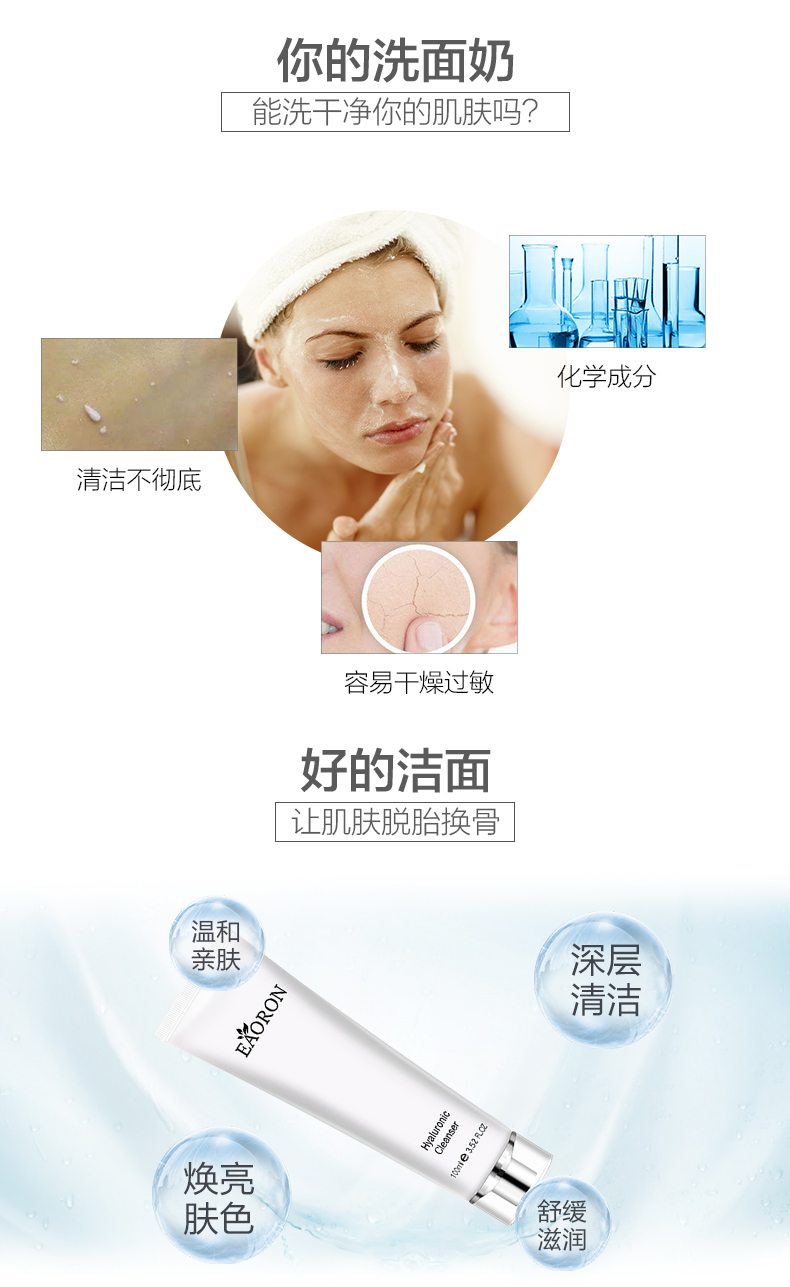 你的洗面奶
能洗干净你的肌肤吗?
化学成分
清洁不彻底
容易干燥过敏
好的洁面
让肌肤脱胎换骨
温和
亲肤
深层
清洁
EAORON
Hyaluronic
Cleanser
100ml e 3.52 FL.OZ
焕亮
肤色
舒缓
滋润